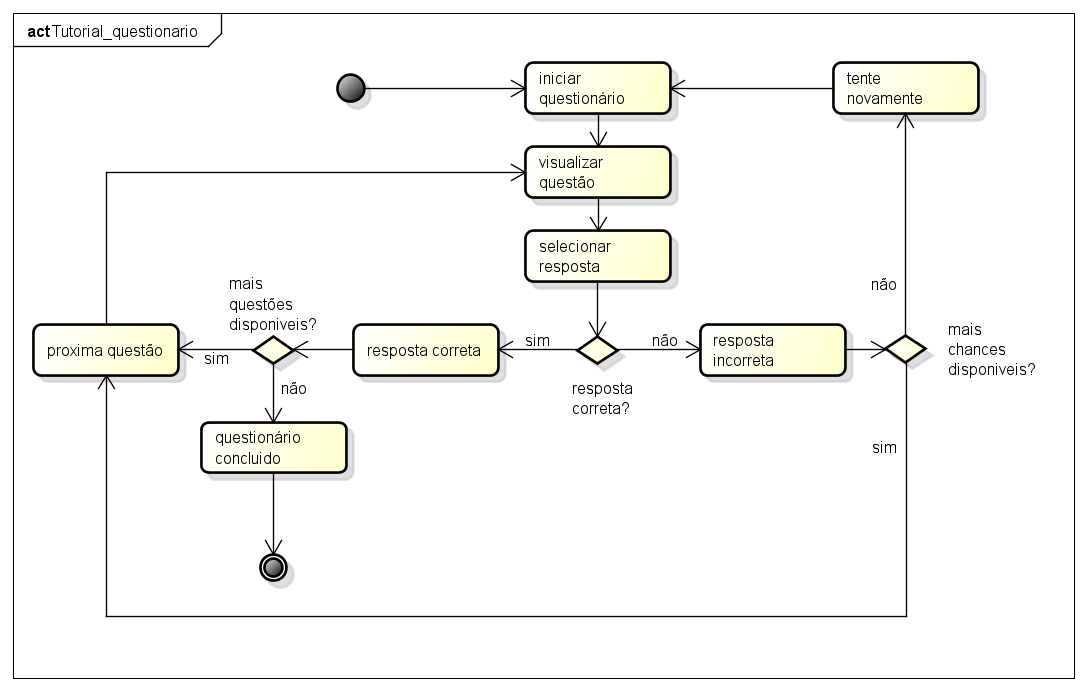 act Tutorial_questionario
iniciar
questionário
tente
novamente
visualizar
questão
selecionar
resposta
mais
questões
disponiveis?
não
proxima questão
sim
resposta correta
sim
não
resposta
incorreta
mais
chances
disponiveis?
resposta
correta?
não
questionário
concluido
sim